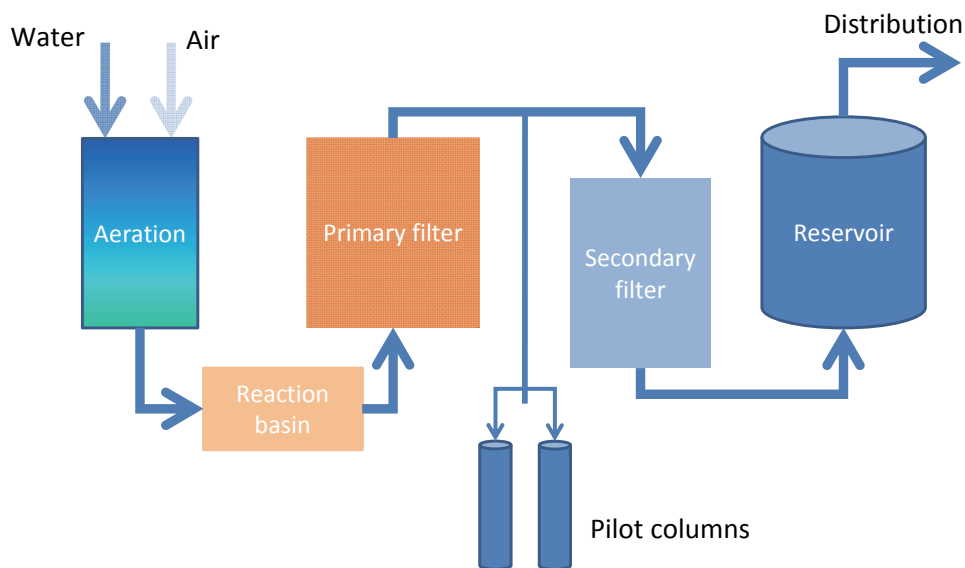 Water
Air
Distribution
Aeration
Primary filter
Secondary
filter
Reservoir
Reaction
basin
Pilot columns